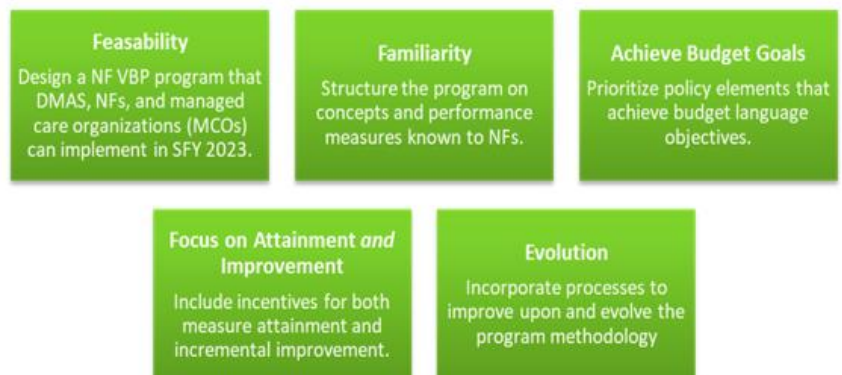 Feasability
Design a NF VBP program that
DMAS, NFs, and managed
care organizations (MCOs)
can implement in SFY 2023.
Familiarity
Structure the program on
concepts and performance
measures known to NFs.
Achieve Budget Goals
Prioritize policy elements that
achieve budget language
objectives.
Focus on Attainment and
Improvement
Include incentives for both
measure attainment and
incremental improvement.
Evolution
Incorporate processes to
improve upon and evolve the
program methodology